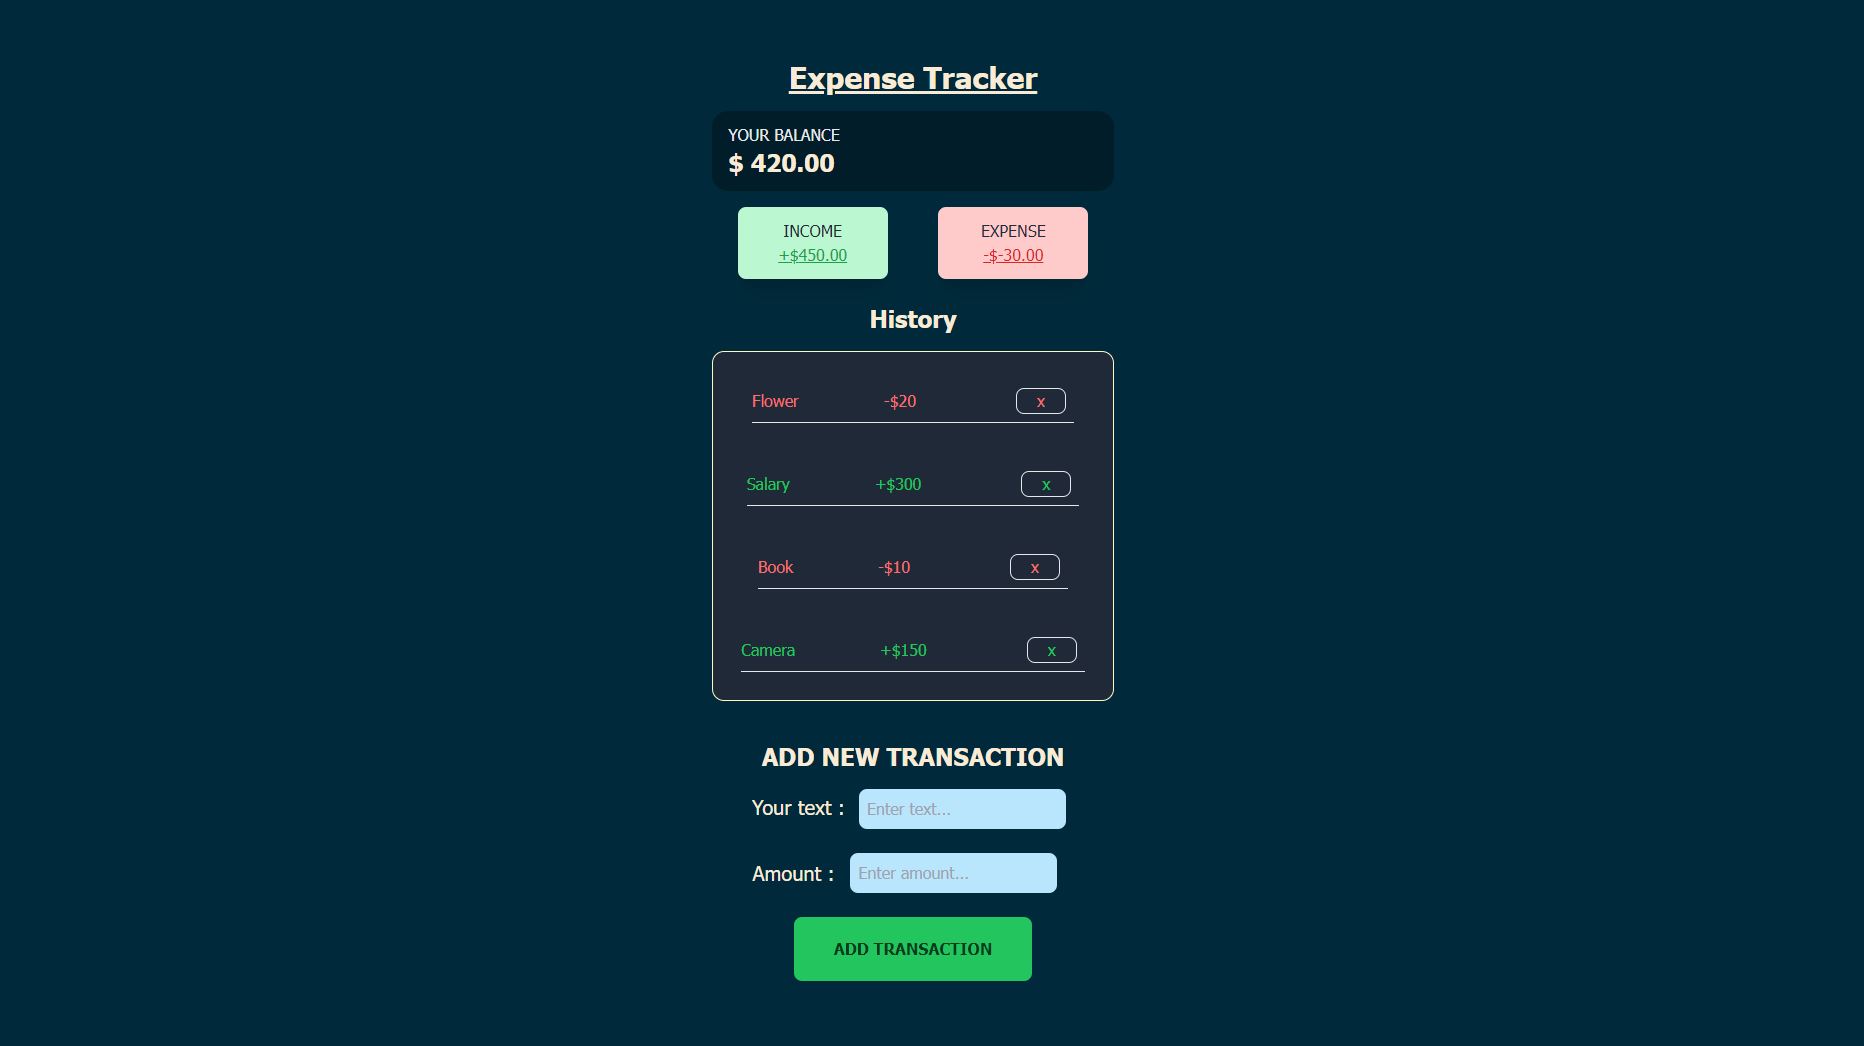 Expense Tracker
YOUR BALANCE
$ 420.00
INCOME
+$450.00
EXPENSE
-$-30.00
History
Flower -$20 x
Salary +$300 x
Book -$10 x
Camera +$150 x
ADD NEW TRANSACTION
Your text : Enter text...
Amount : Enter amount...
ADD TRANSACTION